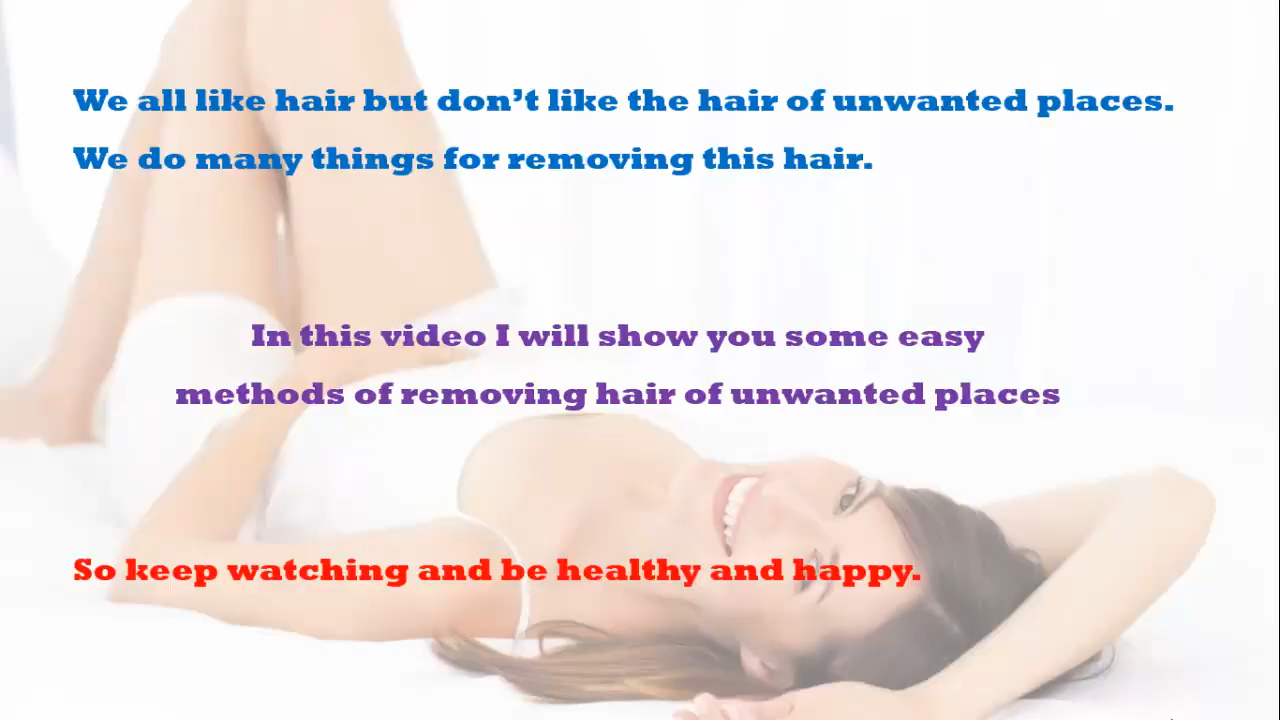 We all like hair but don’t like the hair of unwanted places.
We do many things for removing this hair.
In this video I will show you some easy
methods of removing hair of unwanted places
So keep watching and be healthy and happy.